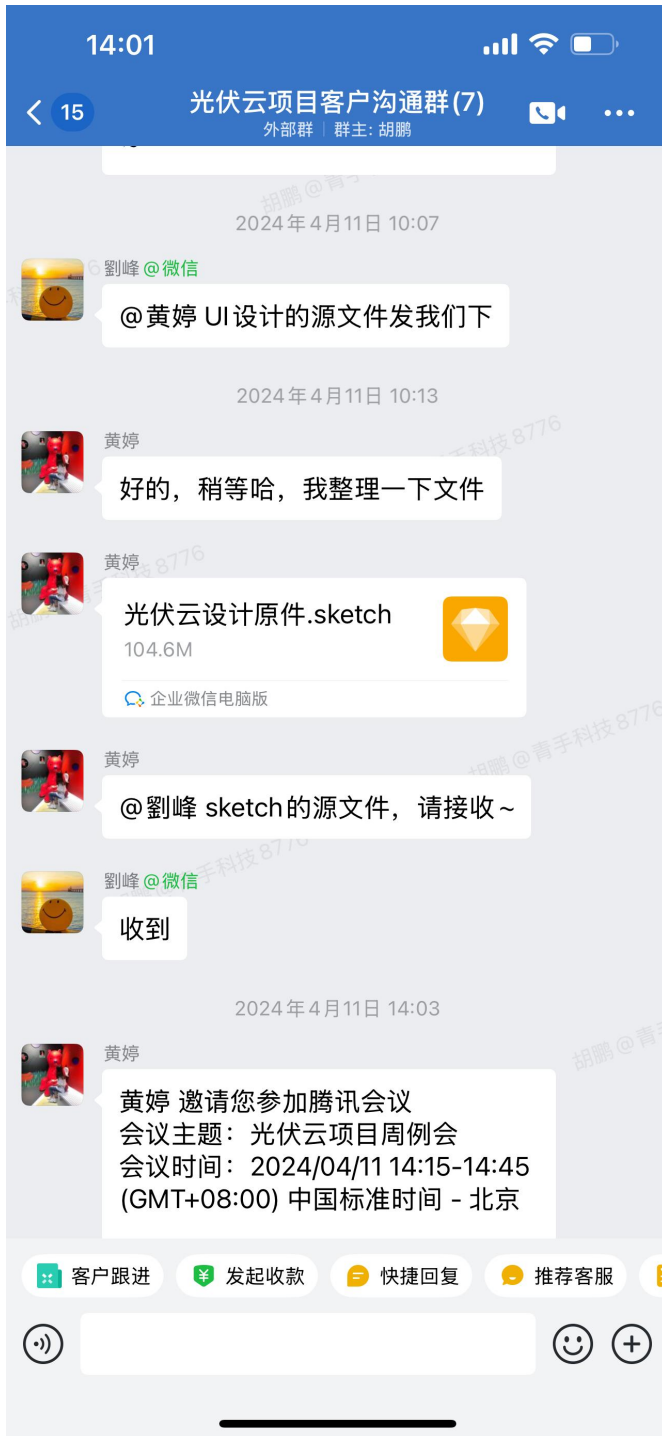 14:01
15
光伏云项目客户沟通群(7)
外部群 | 群主: 胡鹏
2024年4月11日 10:07
劉峰@微信
@黄婷 UI设计的源文件发我们下
2024年4月11日 10:13
黄婷
好的，稍等哈，我整理一下文件
黄婷
光伏云设计原件.sketch
104.6M
企业微信电脑版
黄婷
@劉峰 sketch的源文件，请接收~
劉峰@微信
收到
2024年4月11日 14:03
黄婷
黄婷 邀请您参加腾讯会议
会议主题：光伏云项目周例会
会议时间：2024/04/11 14:15-14:45
(GMT+08:00) 中国标准时间 - 北京
客户跟进
发起收款
快捷回复
推荐客服
胡鹏@青手科技 8776